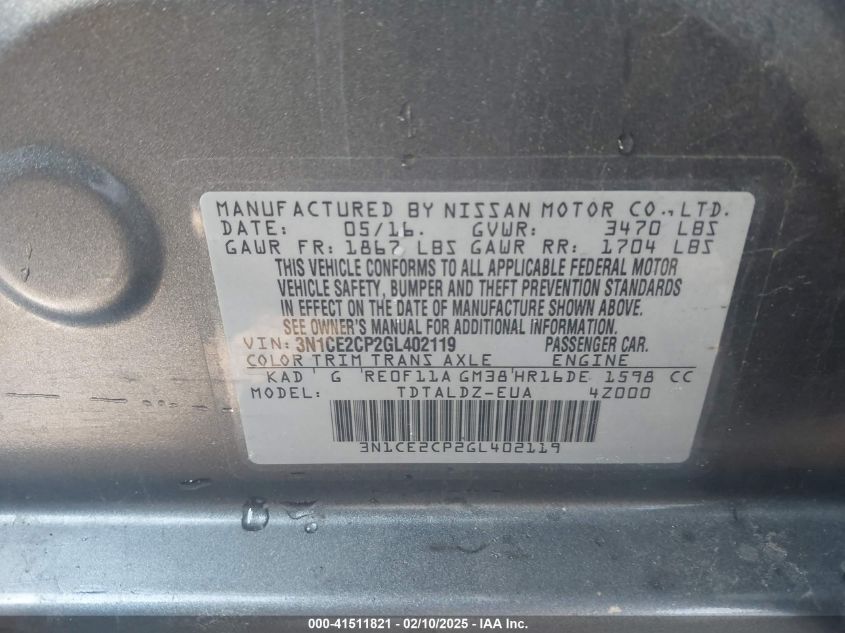 MANUFACTURED BY NISSAN MOTOR CO., LTD.
DATE: 05/16. GVWR: 3470 LBS
GAWR FR: 1867 LBS GAWR RR: 1704 LBS
THIS VEHICLE CONFORMS TO ALL APPLICABLE FEDERAL MOTOR
VEHICLE SAFETY, BUMPER AND THEFT PREVENTION STANDARDS
IN EFFECT ON THE DATE OF MANUFACTURE SHOWN ABOVE.
SEE OWNER'S MANUAL FOR ADDITIONAL INFORMATION.
VIN: 3N1CE2CP2GL402119 PASSENGER CAR.
COLOR TRIM TRANS AXLE ENGINE
KAD ' G 'RE0F11A GM38'HR16DE 1598 CC
MODEL: TDTALDZ-EUA 4Z000
3N1CE2CP2GL402119
000-41511821 - 02/10/2025 - IAA Inc.